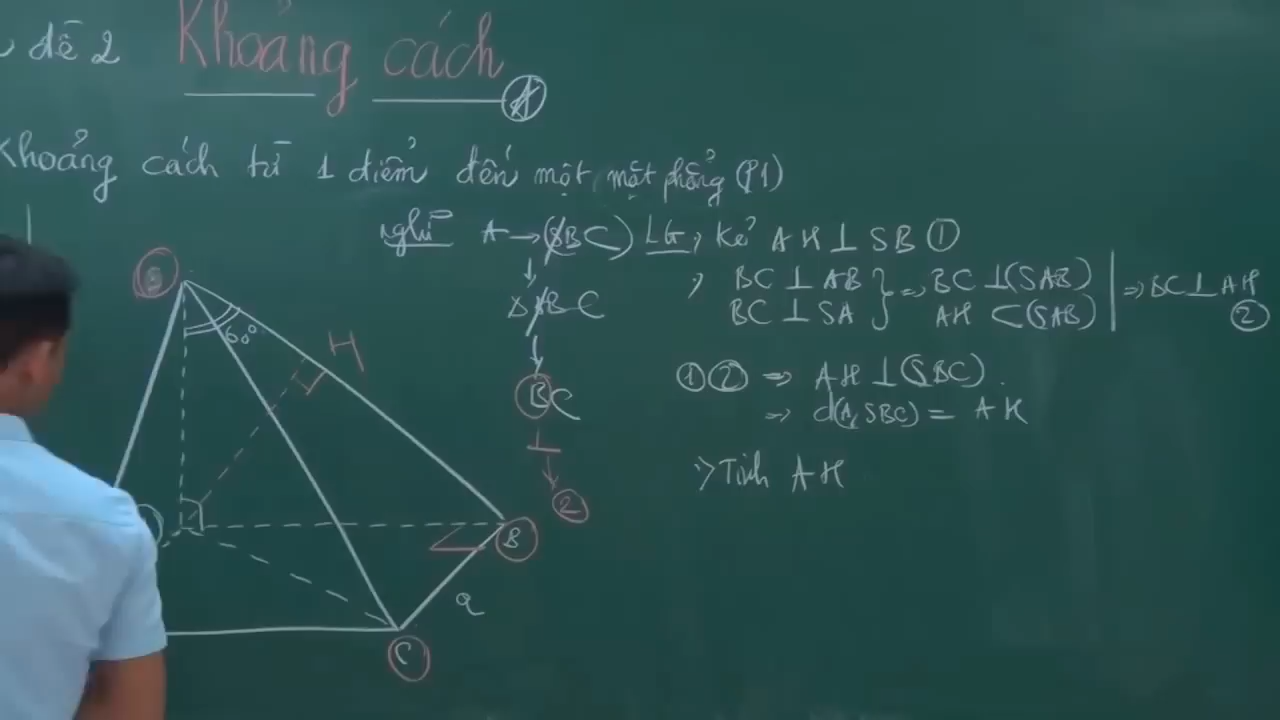 đề 2 Khoảng cách A
Khoảng cách từ 1 điểm đến một mặt phẳng (P1)
nghĩ A → (SBC) LG, Kẻ AH ⊥ SB ①
↓
Δ SBC
↓
BC
⊥
↓
②
BC ⊥ AB } => BC ⊥ (SAB) | => BC ⊥ AH
BC ⊥ SA } AH ⊂ (SAB) | ②
①② => AH ⊥ (SBC).
=> d(A, SBC) = AH
=> Tính AH
S
60°
H
B
a
C